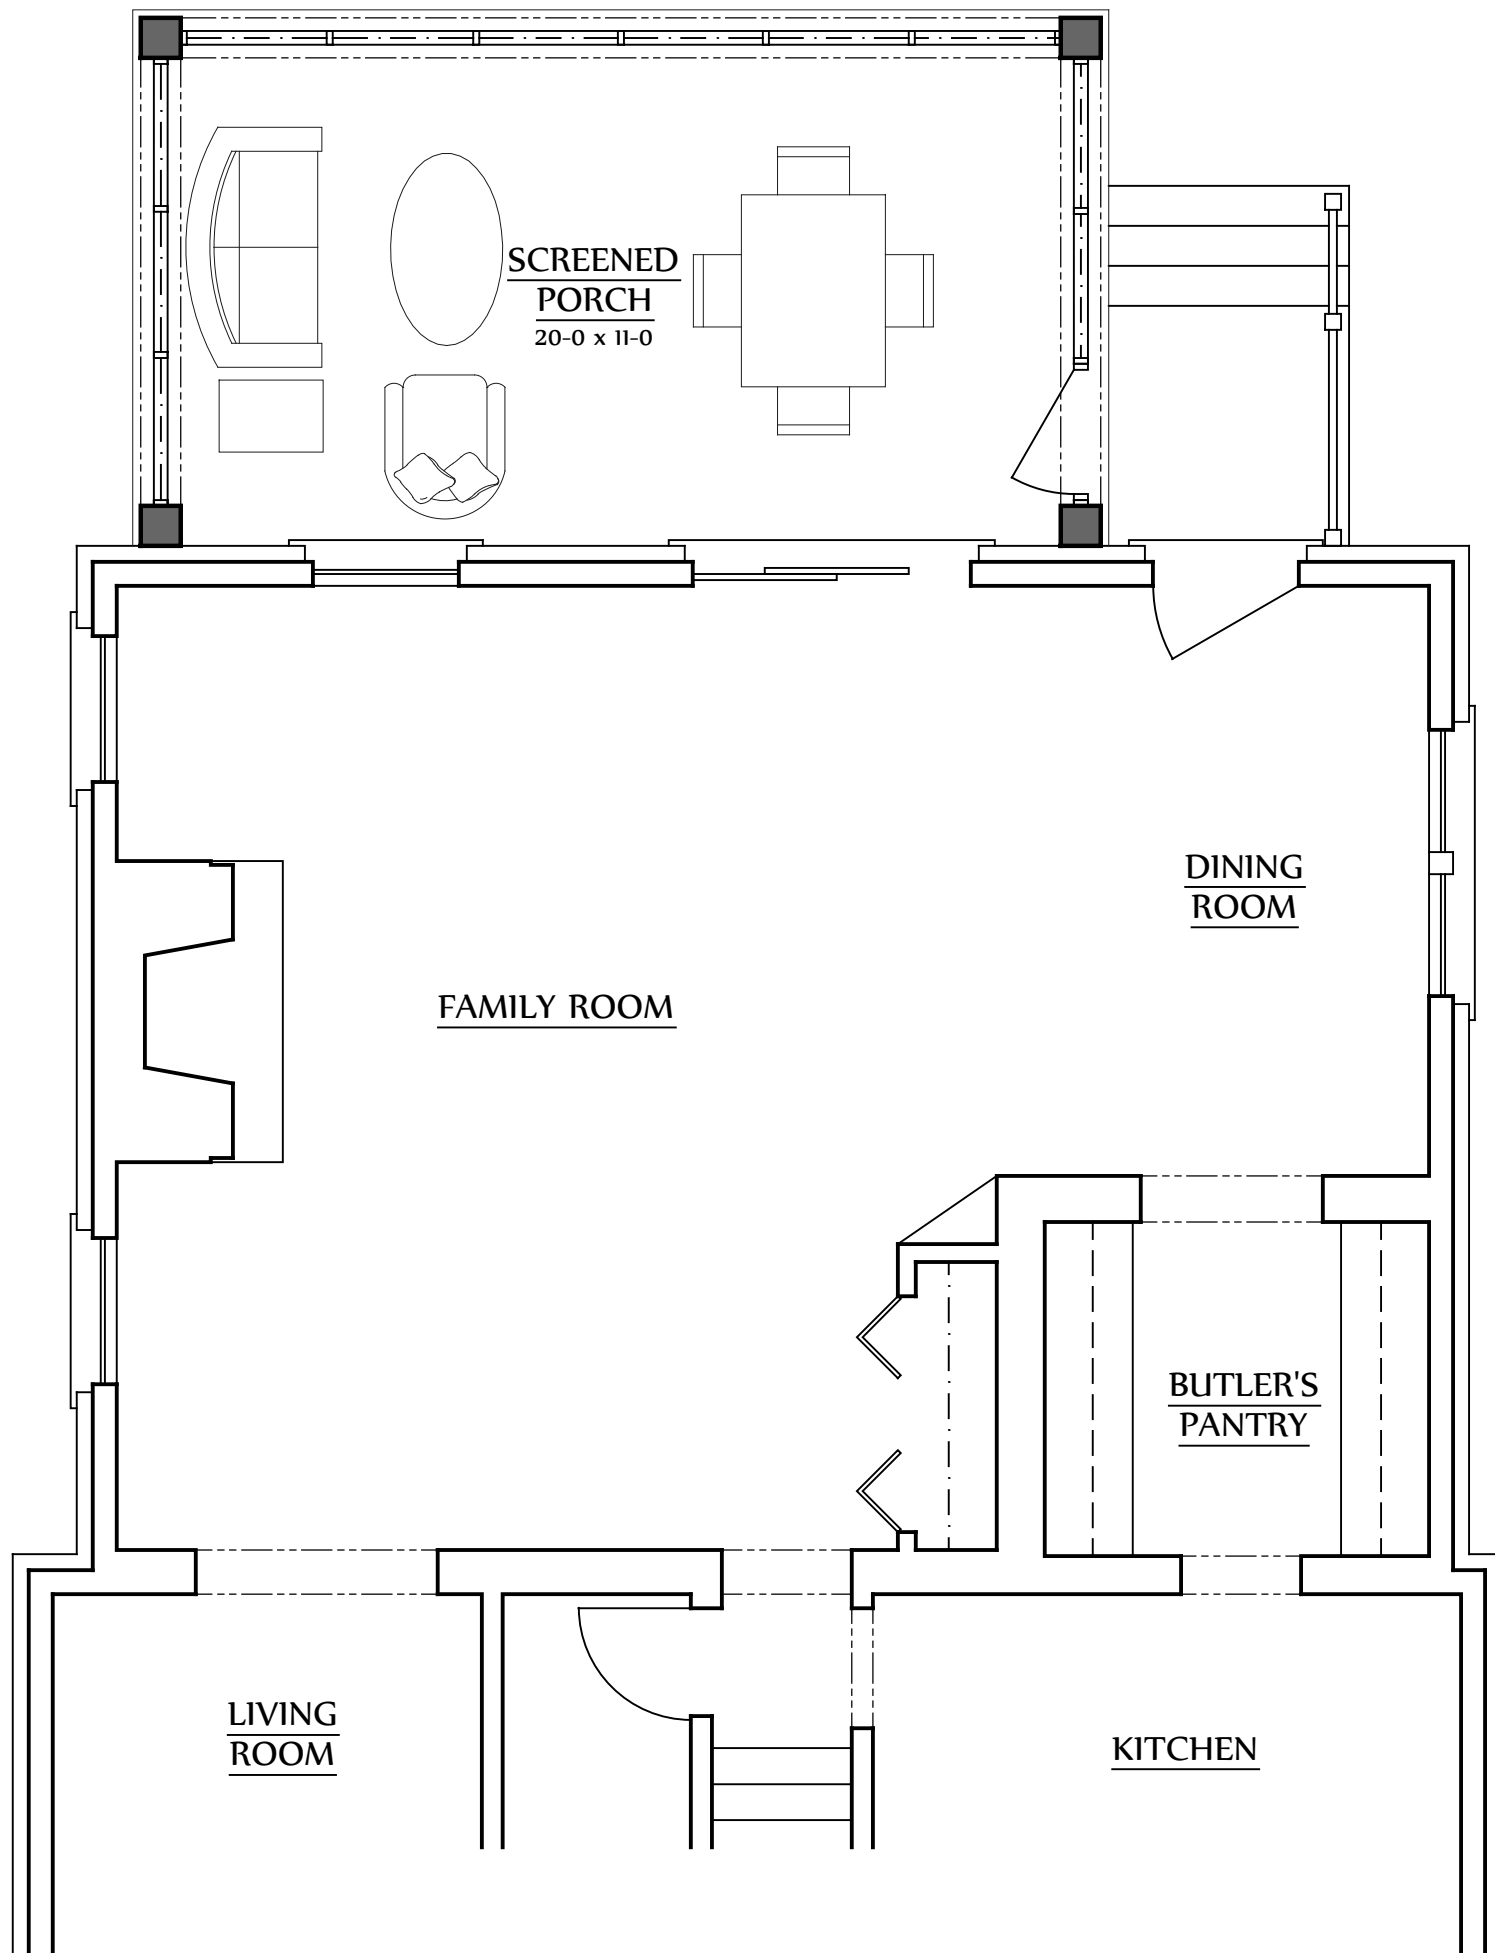 SCREENED
PORCH
20-0 x 11-0
DINING
ROOM
FAMILY ROOM
BUTLER'S
PANTRY
LIVING
ROOM
KITCHEN